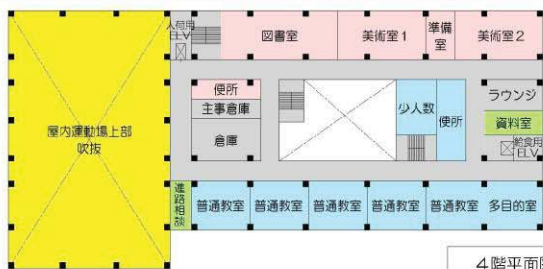 人荷用
ELV
図書室
美術室1
準備
室
美術室2
便所
主事倉庫
倉庫
少人数
便所
ラウンジ
資料室
給食用
ELV
屋内運動場上部
吹抜
進路相談
普通教室
普通教室
普通教室
普通教室
普通教室
多目的室
4階平面図